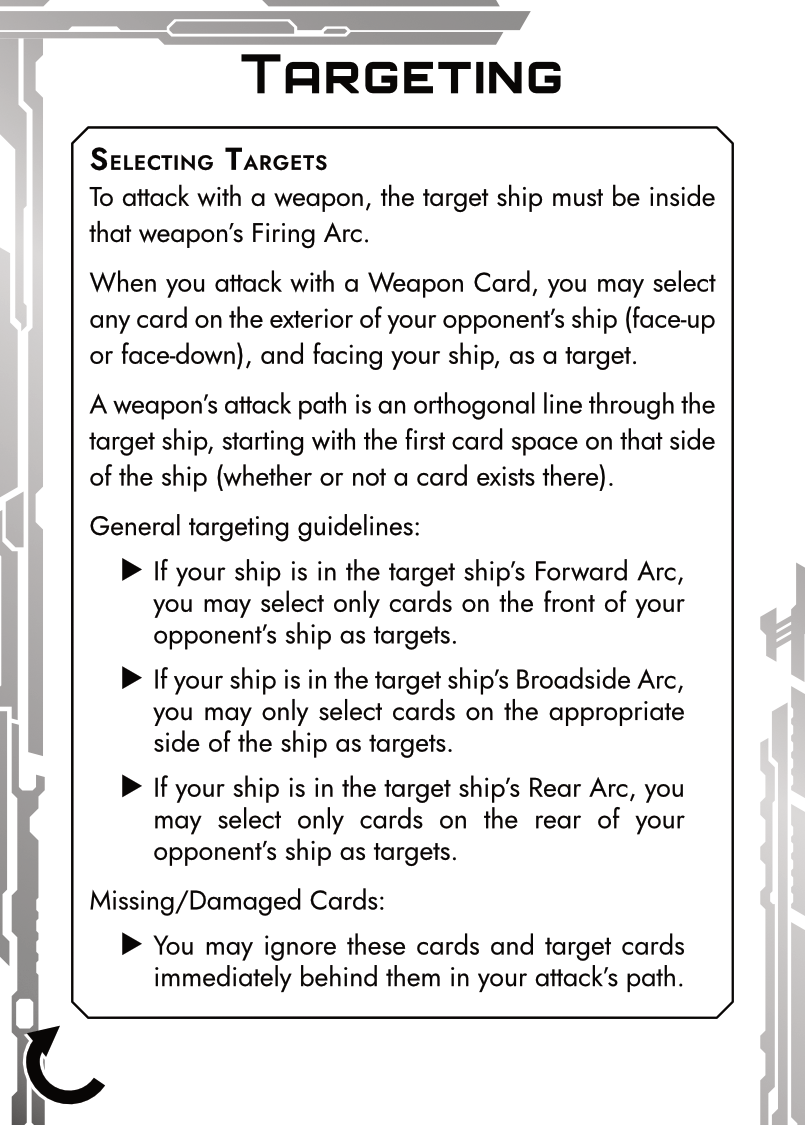 TARGETING
SELECTING TARGETS
To attack with a weapon, the target ship must be inside
that weapon's Firing Arc.
When you attack with a Weapon Card, you may select
any card on the exterior of your opponent's ship (face-up
or face-down), and facing your ship, as a target.
A weapon's attack path is an orthogonal line through the
target ship, starting with the first card space on that side
of the ship (whether or not a card exists there).
General targeting guidelines:
▶ If your ship is in the target ship's Forward Arc,
you may select only cards on the front of your
opponent's ship as targets.
▶ If your ship is in the target ship's Broadside Arc,
you may only select cards on the appropriate
side of the ship as targets.
▶ If your ship is in the target ship's Rear Arc, you
may select only cards on the rear of your
opponent's ship as targets.
Missing/Damaged Cards:
▶ You may ignore these cards and target cards
immediately behind them in your attack's path.